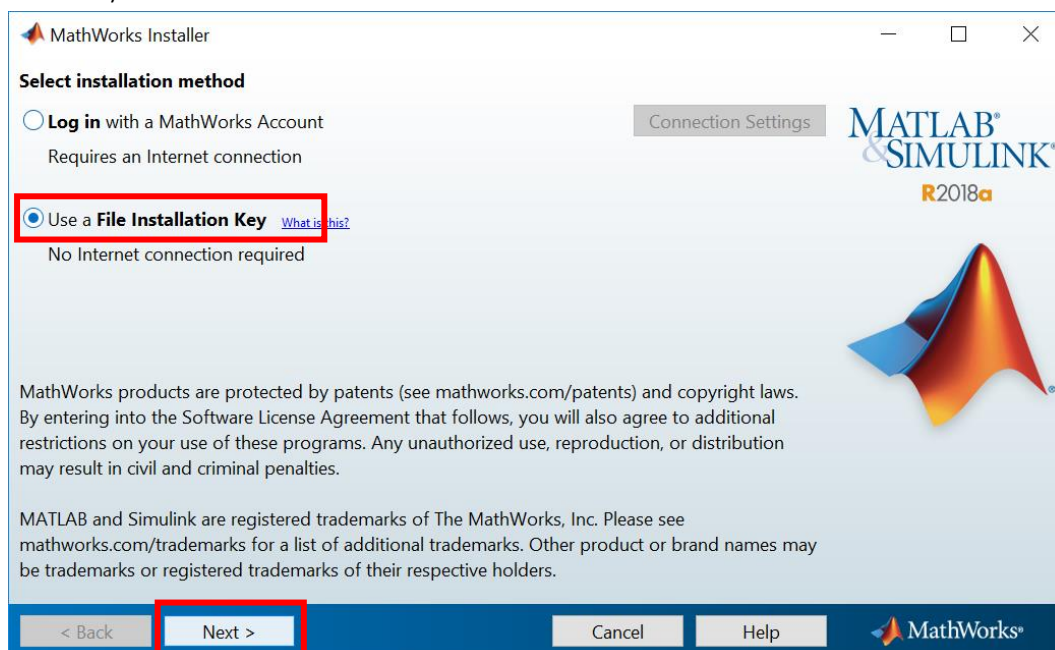 MathWorks Installer
Select installation method
Log in with a MathWorks Account
Connection Settings
Requires an Internet connection
Use a File Installation Key What is this?
No Internet connection required
MATLAB®
&SIMULINK®
R2018a
MathWorks products are protected by patents (see mathworks.com/patents) and copyright laws.
By entering into the Software License Agreement that follows, you will also agree to additional
restrictions on your use of these programs. Any unauthorized use, reproduction, or distribution
may result in civil and criminal penalties.
MATLAB and Simulink are registered trademarks of The MathWorks, Inc. Please see
mathworks.com/trademarks for a list of additional trademarks. Other product or brand names may
be trademarks or registered trademarks of their respective holders.
< Back
Next >
Cancel
Help
MathWorks®